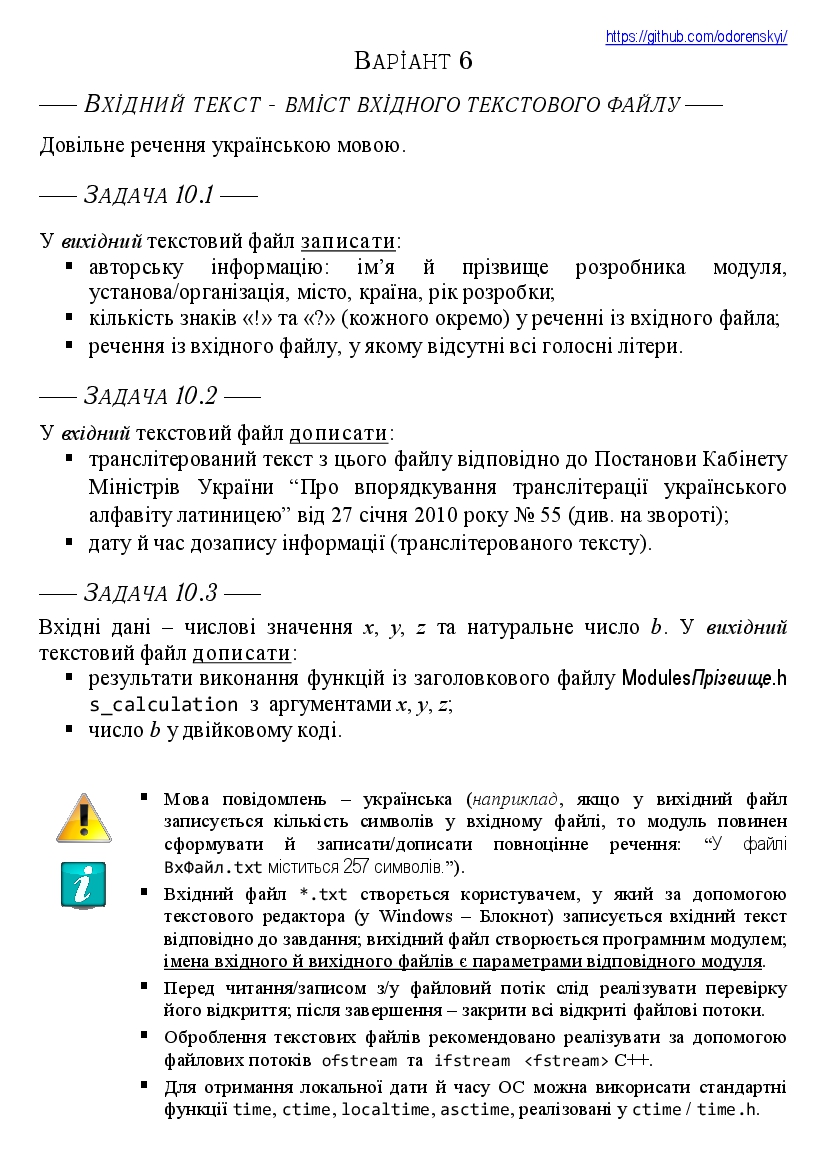 https://github.com/odorenskyi/
ВАРІАНТ 6
—— ВХІДНИЙ ТЕКСТ - ВМІСТ ВХІДНОГО ТЕКСТОВОГО ФАЙЛУ ——
Довільне речення українською мовою.
—— ЗАДАЧА 10.1 ——
У вихідний текстовий файл записати:
▪ авторську інформацію: ім’я й прізвище розробника модуля,
установа/організація, місто, країна, рік розробки;
▪ кількість знаків «!» та «?» (кожного окремо) у реченні із вхідного файла;
▪ речення із вхідного файлу, у якому відсутні всі голосні літери.
—— ЗАДАЧА 10.2 ——
У вхідний текстовий файл дописати:
▪ транслітерований текст з цього файлу відповідно до Постанови Кабінету
Міністрів України “Про впорядкування транслітерації українського
алфавіту латиницею” від 27 січня 2010 року № 55 (див. на звороті);
▪ дату й час дозапису інформації (транслітерованого тексту).
—— ЗАДАЧА 10.3 ——
Вхідні дані – числові значення x, y, z та натуральне число b. У вихідний
текстовий файл дописати:
▪ результати виконання функцій із заголовкового файлу ModulesПрізвище.h
s_calculation з аргументами x, y, z;
▪ число b у двійковому коді.
▪ Мова повідомлень – українська (наприклад, якщо у вихідний файл
записується кількість символів у вхідному файлі, то модуль повинен
сформувати й записати/дописати повноцінне речення: “У файлі
ВхФайл.txt міститься 257 символів.”).
▪ Вхідний файл *.txt створється користувачем, у який за допомогою
текстового редактора (у Windows – Блокнот) записується вхідний текст
відповідно до завдання; вихідний файл створюється програмним модулем;
імена вхідного й вихідного файлів є параметрами відповідного модуля.
▪ Перед читання/записом з/у файловий потік слід реалізувати перевірку
його відкриття; після завершення – закрити всі відкриті файлові потоки.
▪ Оброблення текстових файлів рекомендовано реалізувати за допомогою
файлових потоків ofstream та ifstream <fstream> C++.
▪ Для отримання локальної дати й часу ОС можна використати стандартні
функції time, ctime, localtime, asctime, реалізовані у ctime / time.h.